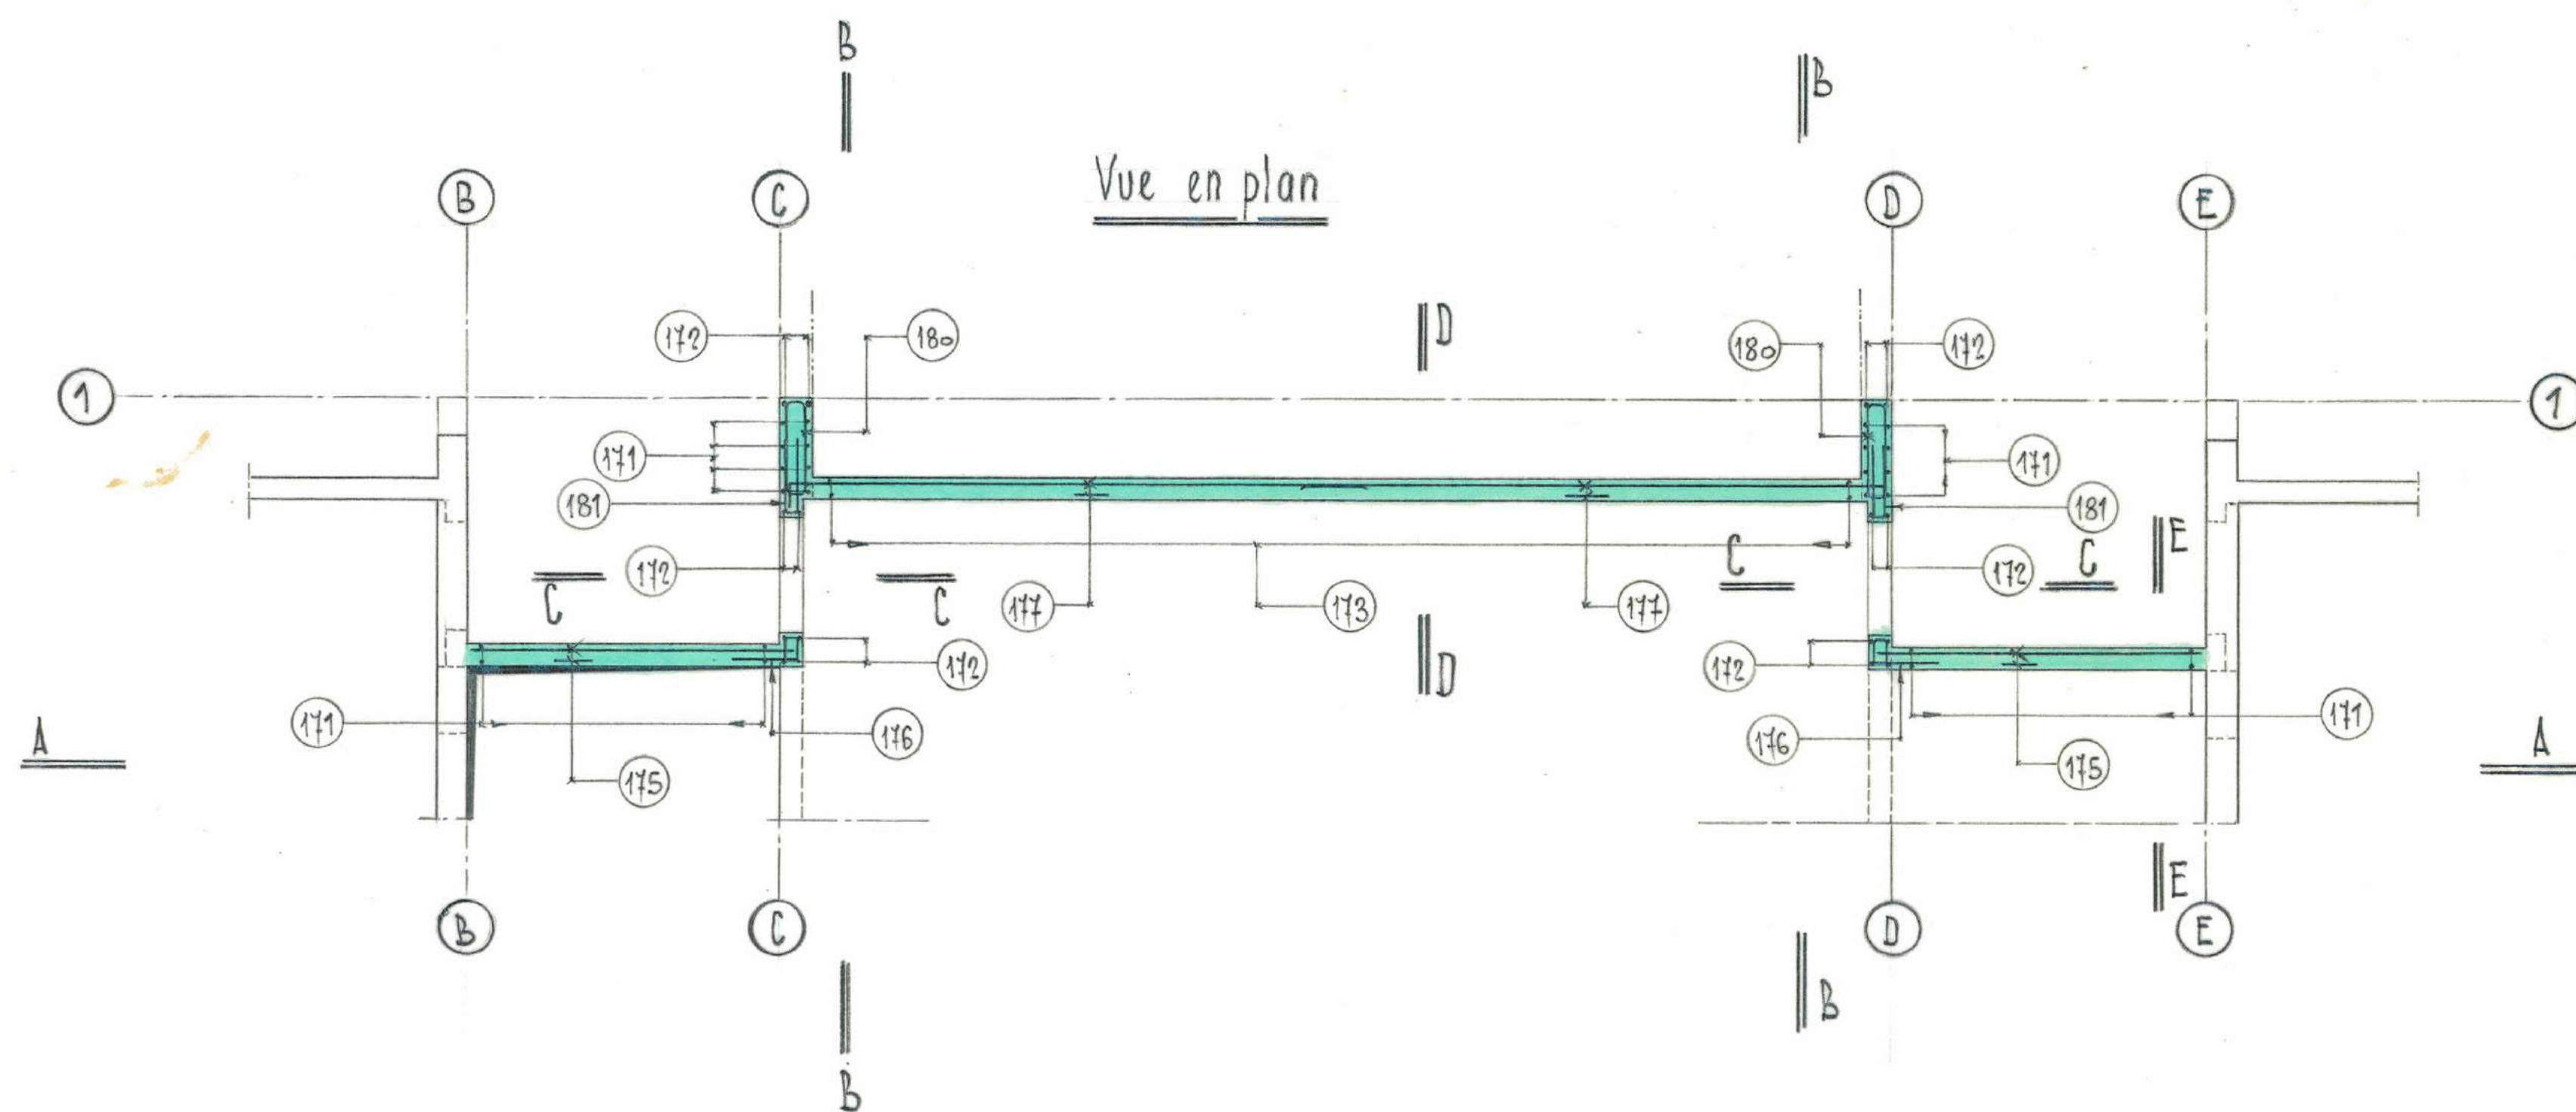 B
B
B C Vue en plan D E
172 180 D 180 172
1 1
171 171
181 181
172 C C C 172 C E
177 173 177
172 172
171 176 176 171
A 175 175 A
D
B C D E
E
B
B